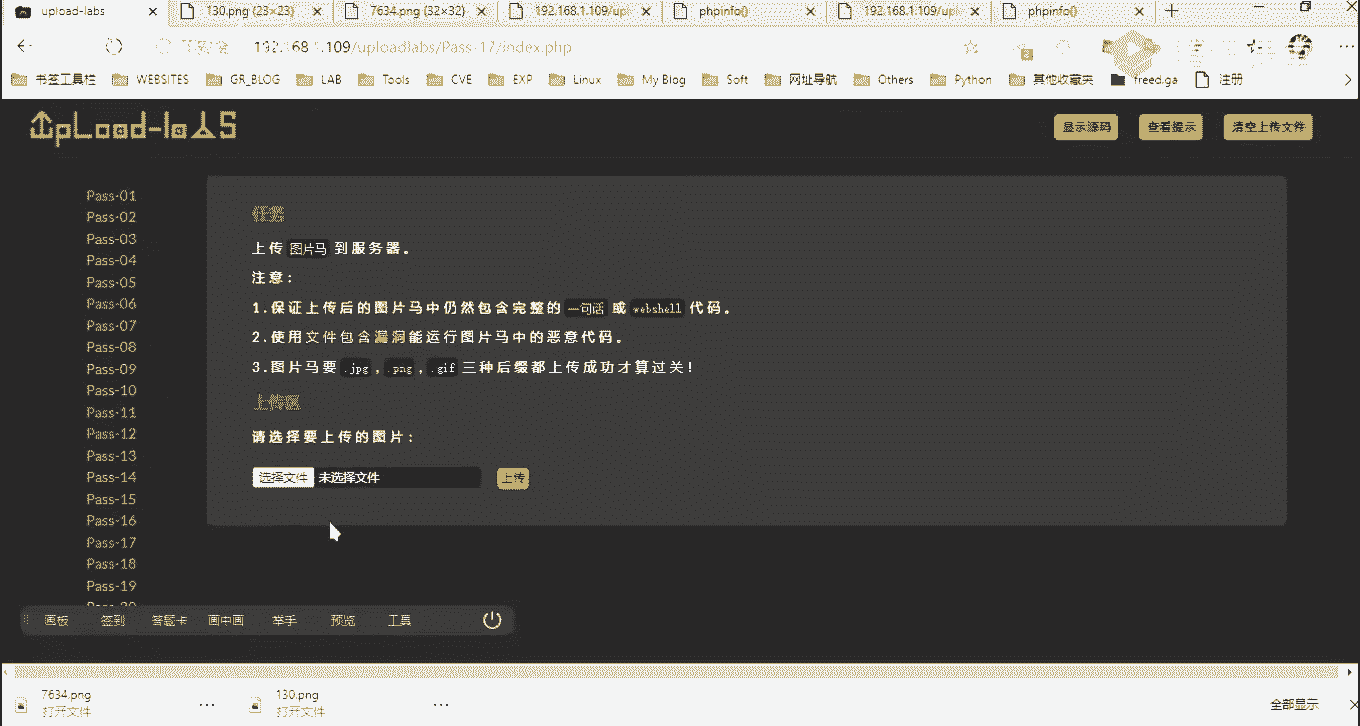 upload-labs
130.png (23×23)
7634.png (32×32)
192.168.1.109/upl
phpinfo()
192.168.1.109/upl
phpinfo()
192.168.1.109/uploadlabs/Pass-17/index.php
书签工具栏
WEBSITES
GR_BLOG
LAB
Tools
CVE
EXP
Linux
My Blog
Soft
网址导航
Others
Python
其他收藏夹
freed.ga
注册
UpLoad-labs
显示源码
查看提示
清空上传文件
Pass-01
Pass-02
Pass-03
Pass-04
Pass-05
Pass-06
Pass-07
Pass-08
Pass-09
Pass-10
Pass-11
Pass-12
Pass-13
Pass-14
Pass-15
Pass-16
Pass-17
Pass-18
Pass-19
任务
上传 图片马 到服务器。
注意：
1.保证上传后的图片马中仍然包含完整的 一句话 或 webshell 代码。
2.使用文件包含漏洞能运行图片马中的恶意代码。
3.图片马要 .jpg , .png , .gif 三种后缀都上传成功才算过关！
上传区
请选择要上传的图片：
选择文件 未选择文件
上传
画板 签到 答题卡 画中画 举手 预览 工具
7634.png
打开文件
130.png
打开文件
全部显示